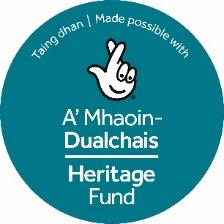 Taing dhan | Made possible with
A' Mhaoin-
Dualchais
Heritage
Fund